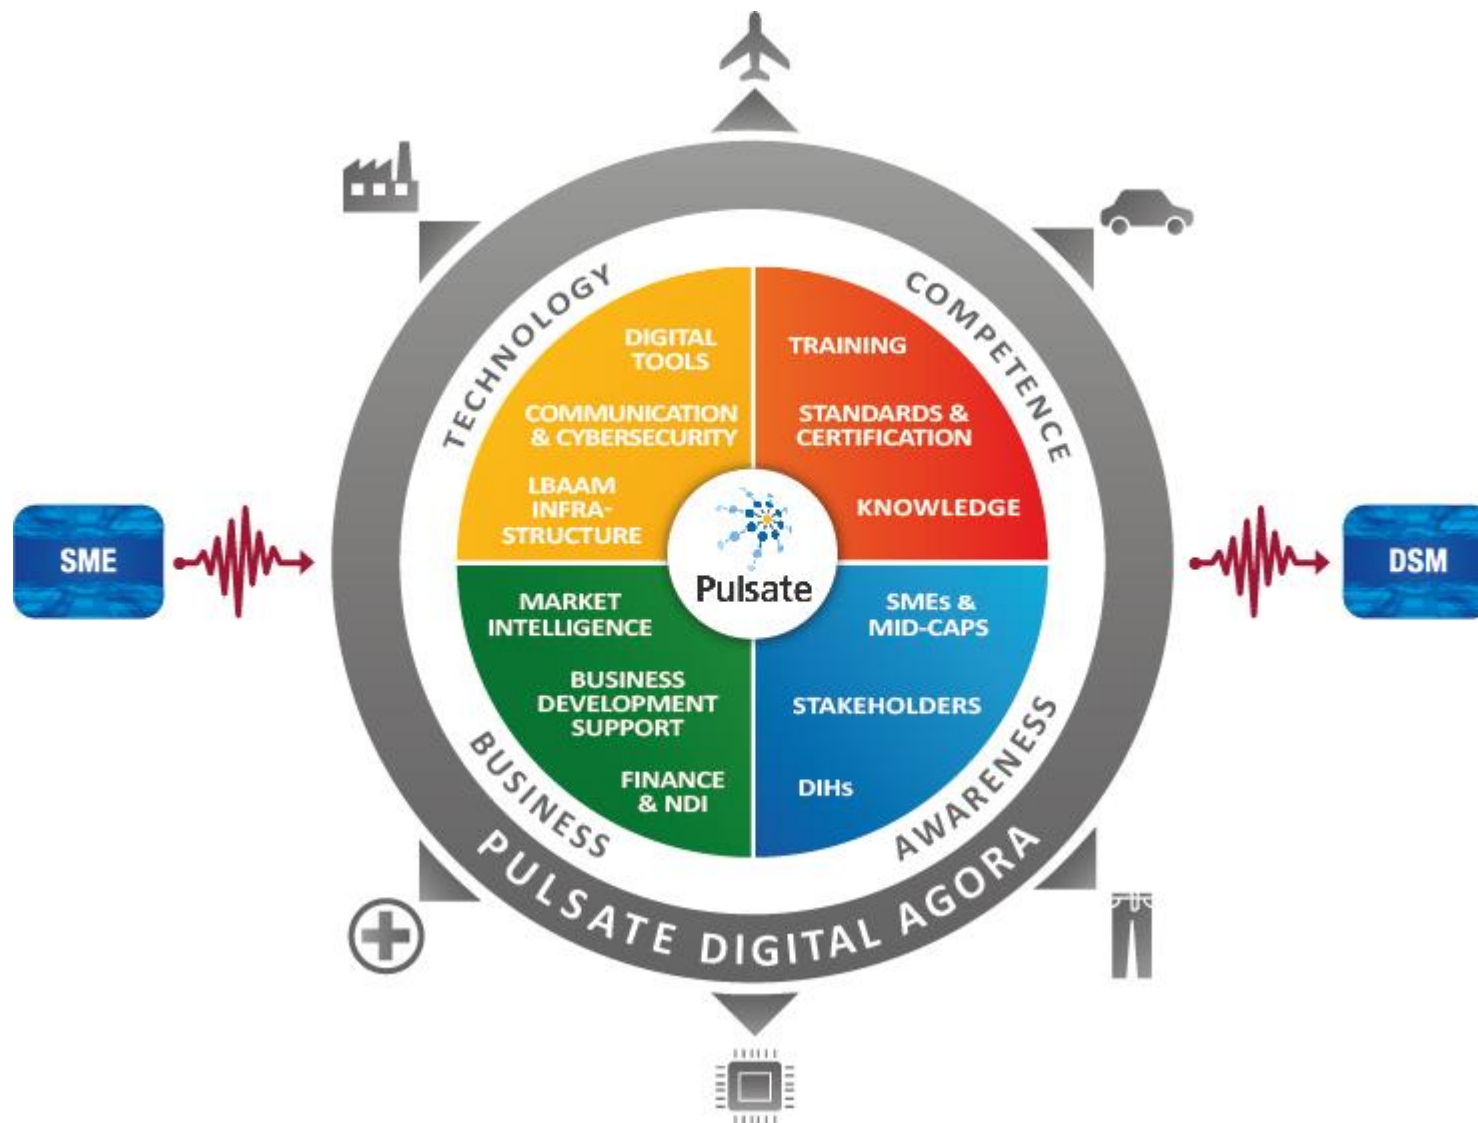 TECHNOLOGY
COMPETENCE
DIGITAL
TOOLS
COMMUNICATION
& CYBERSECURITY
LBAAM
INFRA-
STRUCTURE
TRAINING
STANDARDS &
CERTIFICATION
KNOWLEDGE
SME
Pulsate
DSM
MARKET
INTELLIGENCE
BUSINESS
DEVELOPMENT
SUPPORT
FINANCE
& NDI
SMEs &
MID-CAPS
STAKEHOLDERS
DIHs
BUSINESS
AWARENESS
PULSATE DIGITAL AGORA